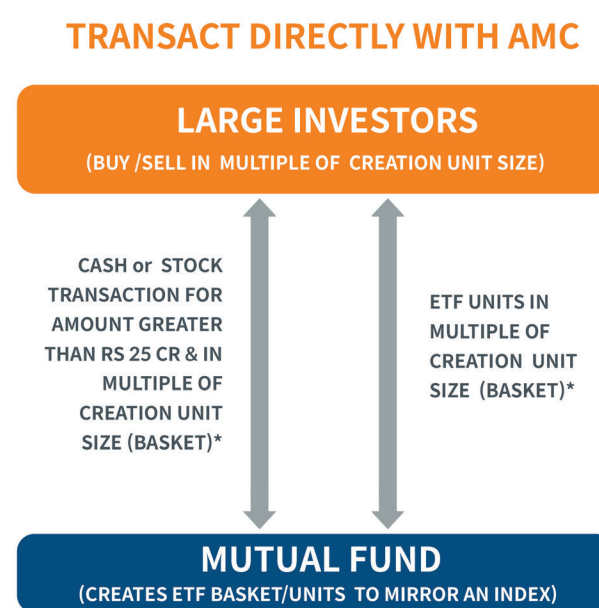 TRANSACT DIRECTLY WITH AMC
LARGE INVESTORS
(BUY /SELL IN MULTIPLE OF CREATION UNIT SIZE)
CASH or STOCK
TRANSACTION FOR
AMOUNT GREATER
THAN RS 25 CR & IN
MULTIPLE OF
CREATION UNIT
SIZE (BASKET)*
ETF UNITS IN
MULTIPLE OF
CREATION UNIT
SIZE (BASKET)*
MUTUAL FUND
(CREATES ETF BASKET/UNITS TO MIRROR AN INDEX)